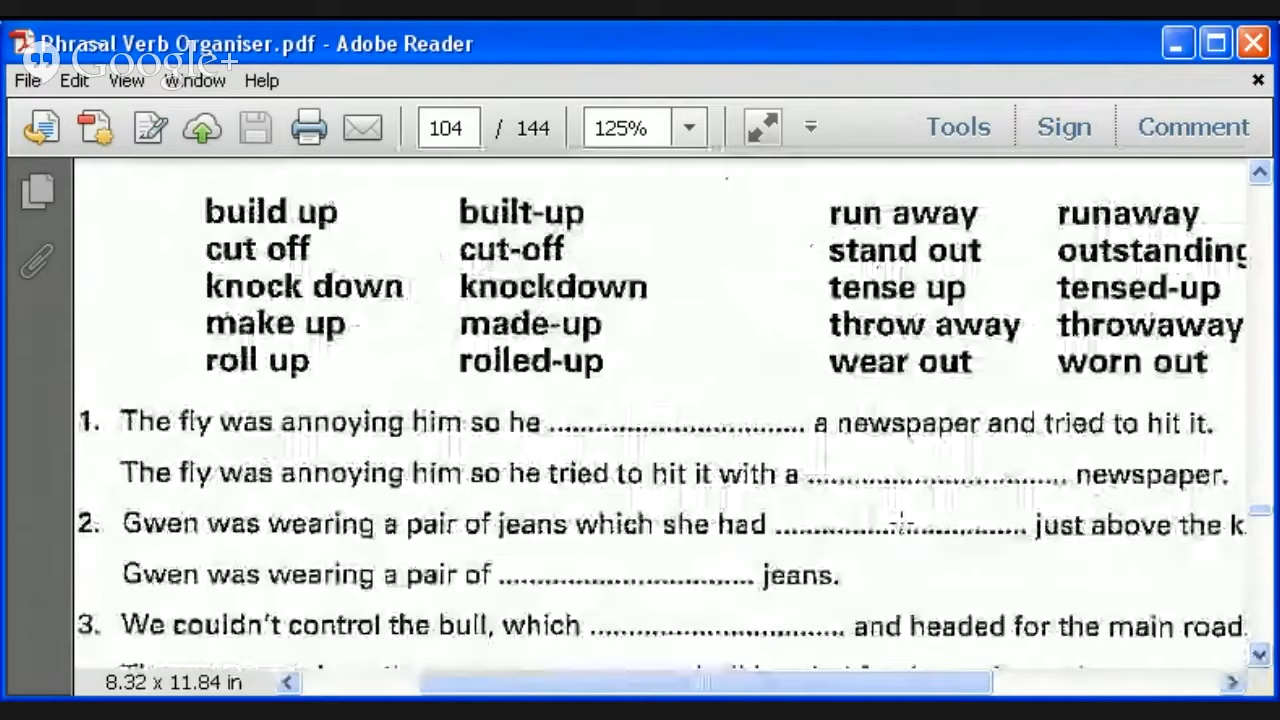 Phrasal Verb Organiser.pdf - Adobe Reader
Google+
File Edit View Window Help
104 / 144 125% Tools Sign Comment
build up built-up run away runaway
cut off cut-off stand out outstanding
knock down knockdown tense up tensed-up
make up made-up throw away throwaway
roll up rolled-up wear out worn out
1. The fly was annoying him so he .............................. a newspaper and tried to hit it.
The fly was annoying him so he tried to hit it with a .............................. newspaper.
2. Gwen was wearing a pair of jeans which she had .............................. just above the k
Gwen was wearing a pair of .............................. jeans.
3. We couldn't control the bull, which .............................. and headed for the main road.
8.32 x 11.84 in